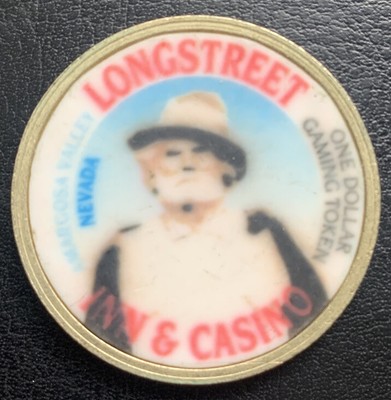 LONGSTREET
AMARGOSA VALLEY
NEVADA
ONE DOLLAR
GAMING TOKEN
INN & CASINO